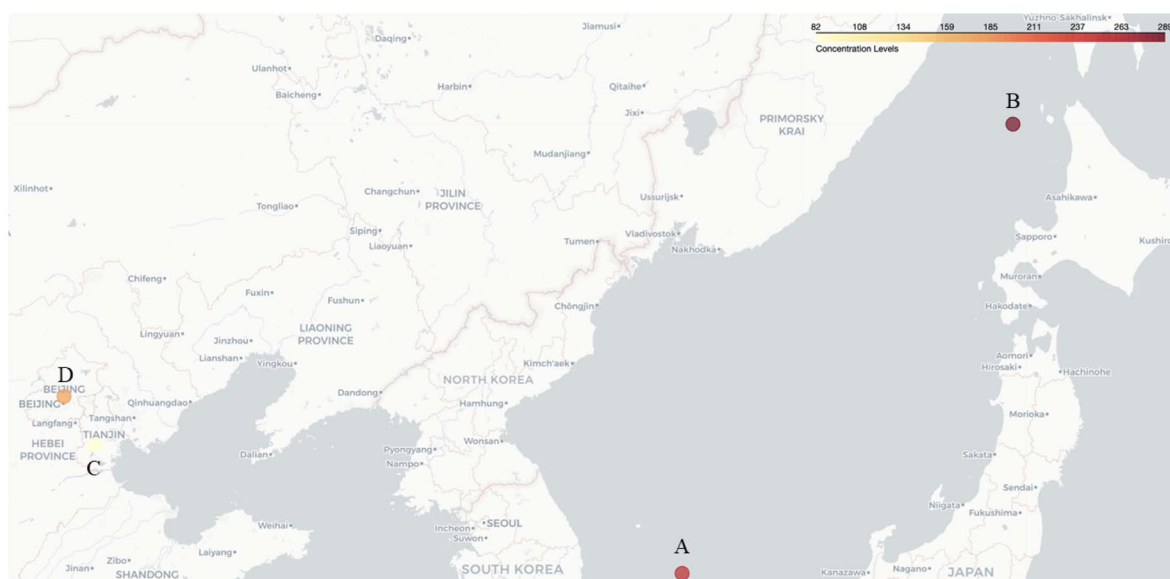 Yuzhno-Sakhalinsk
82 108 134 159 185 211 237 263 289
Concentration Levels
Jiamusi
Daqing
Ulanhot
Harbin
Qitaihe
Baicheng
Jixi
B
PRIMORSKY
KRAI
Mudanjiang
Xilinhot
Changchun
JILIN
PROVINCE
Ussurijsk
Asahikawa
Tongliao
Siping
Liaoyuan
Tumen
Vladivostok
Nakhodka
Sapporo
Kushiro
Chifeng
Muroran
Fuxin
Fushun
Chŏngjin
Hakodate
Lingyuan
LIAONING
PROVINCE
Jinzhou
Lianshan
Yingkou
Kimch'aek
Aomori
Hirosaki
Hachinohe
D
BEIJING
BEIJING
NORTH KOREA
Dandong
Qinhuangdao
Hamhung
Tangshan
Langfang
Morioka
TIANJIN
HEBEI
PROVINCE
Wonsan
Dalian
Pyongyang
Nampo
Sakata
C
Sendai
Niigata
Fukushima
Weihai
Incheon
SEOUL
Suwon
Laiyang
A
Zibo
Jinan
SHANDONG
SOUTH KOREA
Kanazawa
Nagano
JAPAN